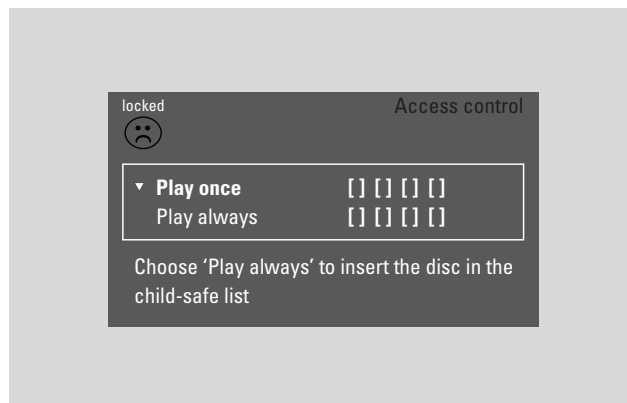 locked
Access control
▼ Play once [ ] [ ] [ ] [ ]
Play always [ ] [ ] [ ] [ ]
Choose ‘Play always’ to insert the disc in the
child-safe list